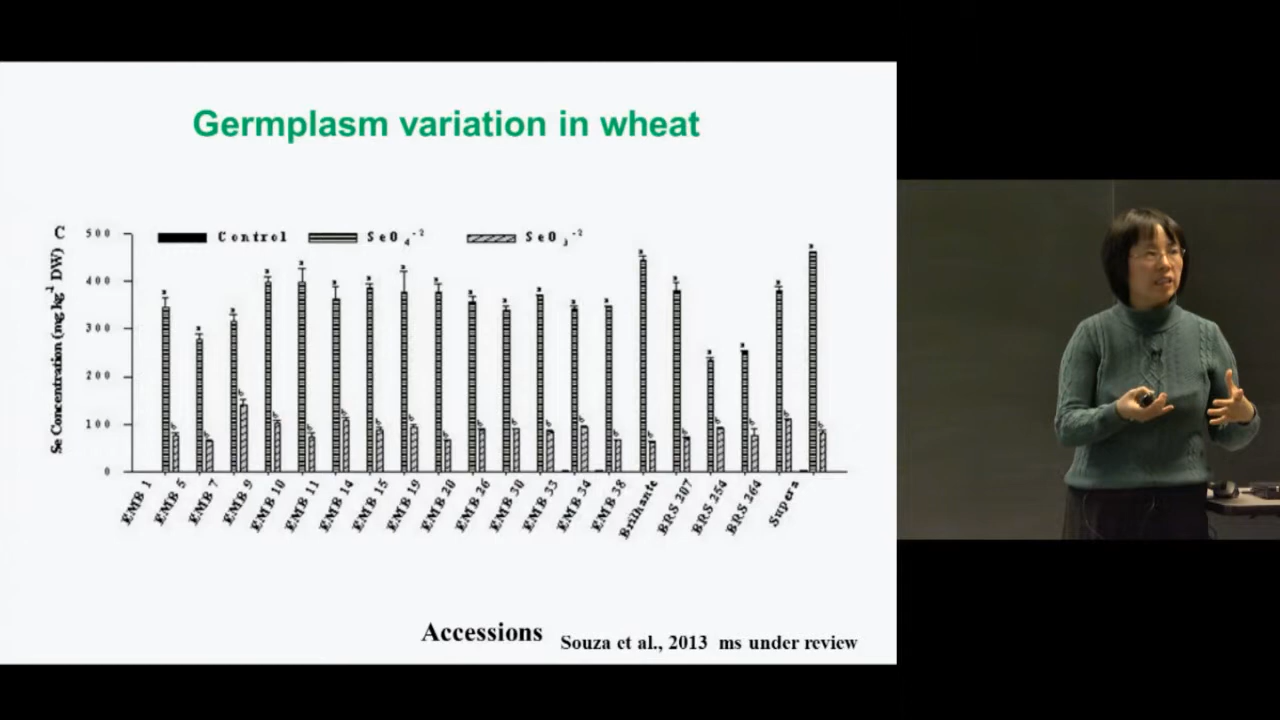 Germplasm variation in wheat
C
Se Concentration (mg kg-1 DW)
Control
SeO4-2
SeO3-2
500
400
300
200
100
0
EMB 1
EMB 5
EMB 7
EMB 9
EMB 10
EMB 11
EMB 14
EMB 15
EMB 19
EMB 20
EMB 26
EMB 30
EMB 33
EMB 34
EMB 38
Brilhante
BRS 207
BRS 254
BRS 264
Supera
Accessions
Souza et al., 2013 ms under review